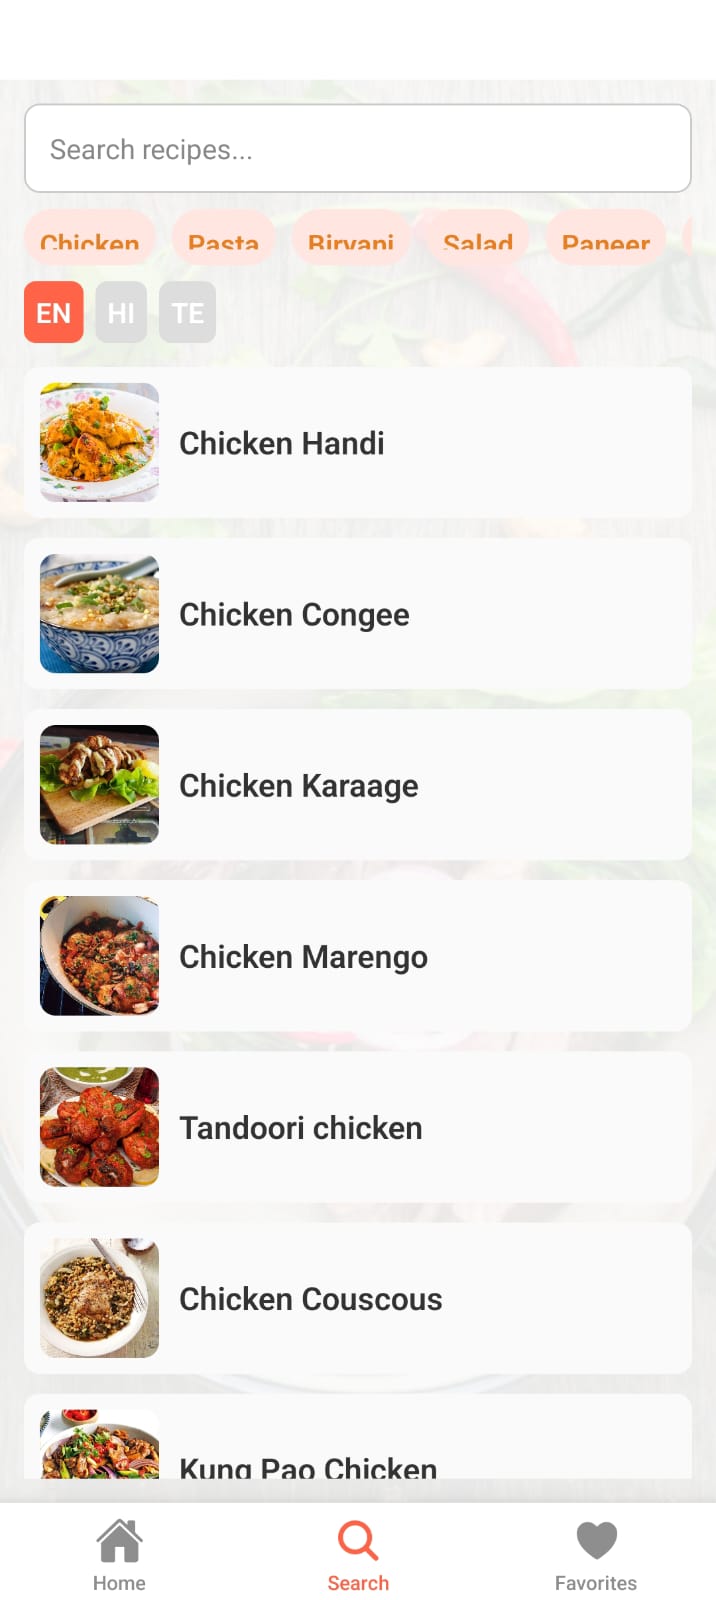 Search recipes...
Chicken Pasta Biryani Salad Paneer
EN HI TE
Chicken Handi
Chicken Congee
Chicken Karaage
Chicken Marengo
Tandoori chicken
Chicken Couscous
Kung Pao Chicken
Home Search Favorites